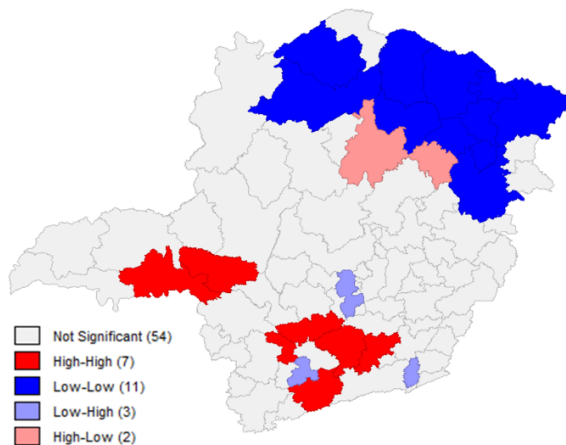 Not Significant (54)
High-High (7)
Low-Low (11)
Low-High (3)
High-Low (2)